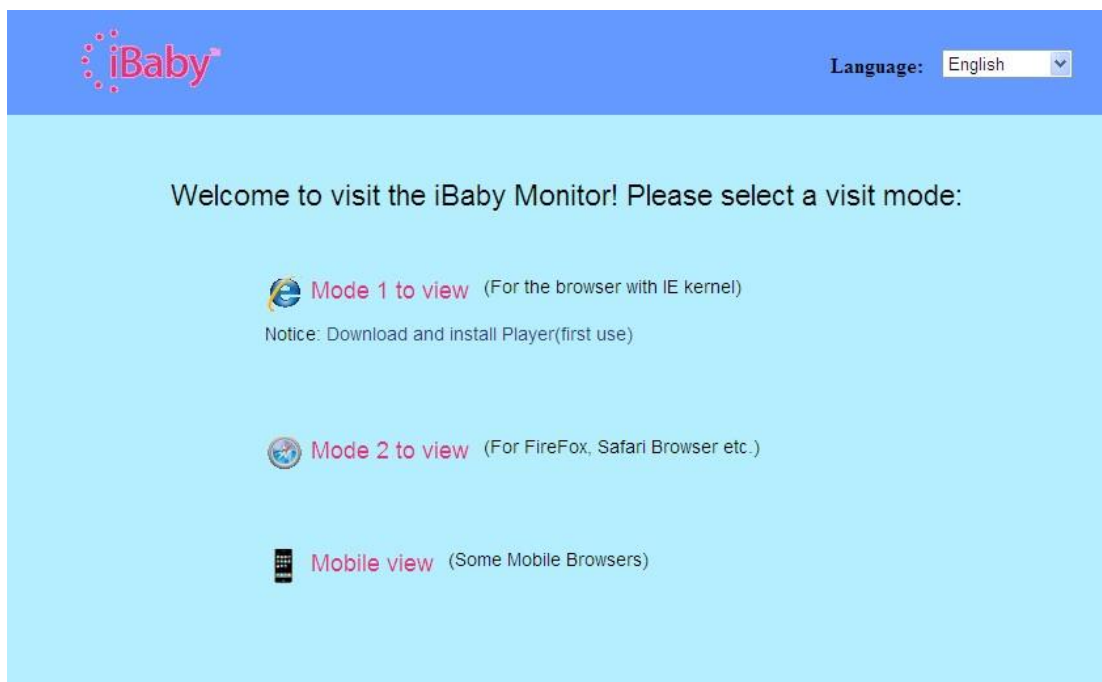 iBaby™
Language: English
Welcome to visit the iBaby Monitor! Please select a visit mode:
Mode 1 to view (For the browser with IE kernel)
Notice: Download and install Player(first use)
Mode 2 to view (For FireFox, Safari Browser etc.)
Mobile view (Some Mobile Browsers)